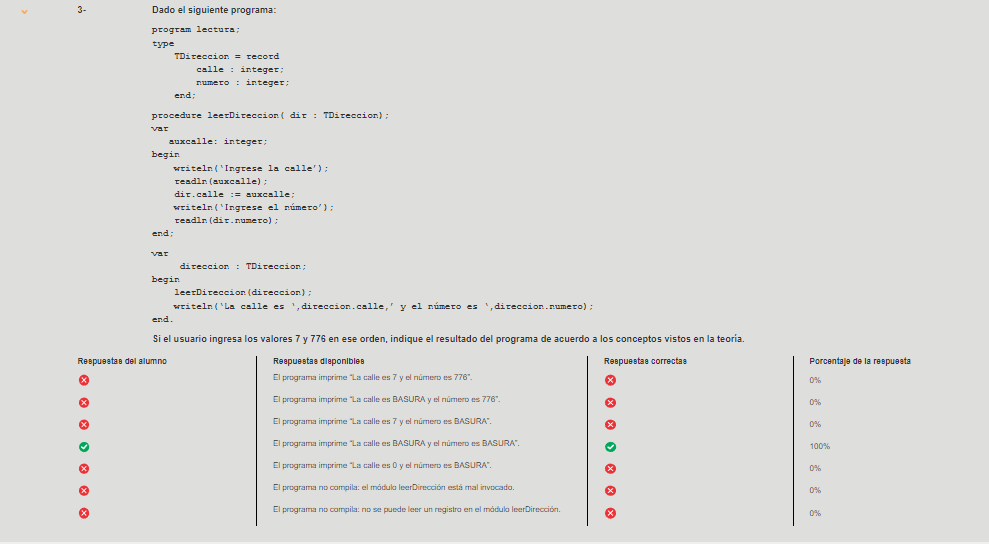 3-
Dado el siguiente programa:
program lectura;
type
TDireccion = record
calle : integer;
numero : integer;
end;
procedure leerDireccion( dir : TDireccion);
var
auxcalle: integer;
begin
writeln(‘Ingrese la calle’);
readln(auxcalle);
dir.calle := auxcalle;
writeln(‘Ingrese el número’);
readln(dir.numero);
end;
var
direccion : TDireccion;
begin
leerDireccion(direccion);
writeln(‘La calle es ‘,direccion.calle,’ y el número es ‘,direccion.numero);
end.
Si el usuario ingresa los valores 7 y 776 en ese orden, indique el resultado del programa de acuerdo a los conceptos vistos en la teoría.
Respuestas del alumno Respuestas disponibles Respuestas correctas Porcentaje de la respuesta
El programa imprime “La calle es 7 y el número es 776”. 0%
El programa imprime “La calle es BASURA y el número es 776”. 0%
El programa imprime “La calle es 7 y el número es BASURA”. 0%
El programa imprime “La calle es BASURA y el número es BASURA”. 100%
El programa imprime “La calle es 0 y el número es BASURA”. 0%
El programa no compila: el módulo leerDirección está mal invocado. 0%
El programa no compila: no se puede leer un registro en el módulo leerDirección. 0%